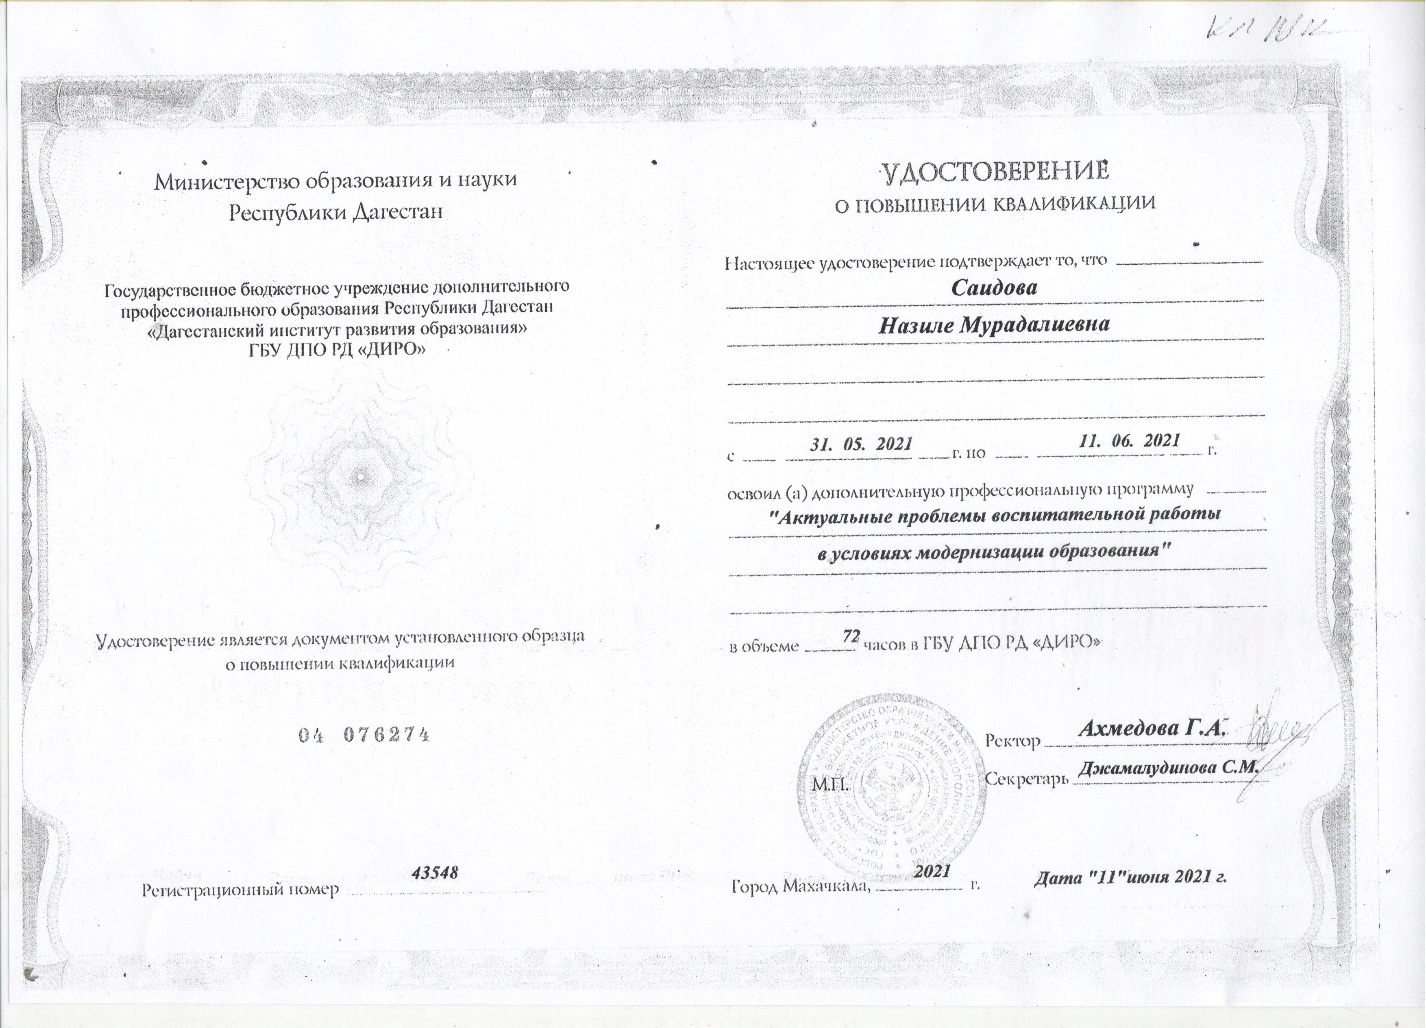 Министерство образования и науки
Республики Дагестан
Государственное бюджетное учреждение дополнительного
профессионального образования Республики Дагестан
«Дагестанский институт развития образования»
ГБУ ДПО РД «ДИРО»
Удостоверение является документом установленного образца
о повышении квалификации
04 076274
Регистрационный номер 43548
УДОСТОВЕРЕНИЕ
О ПОВЫШЕНИИ КВАЛИФИКАЦИИ
Настоящее удостоверение подтверждает то, что
Саидова
Назиле Мурадалиевна
с 31. 05. 2021 г. по 11. 06. 2021 г.
освоил (а) дополнительную профессиональную программу
"Актуальные проблемы воспитательной работы
в условиях модернизации образования"
в объеме 72 часов в ГБУ ДПО РД «ДИРО»
Ректор Ахмедова Г.А.
Секретарь Джамалудинова С.М.
М.П.
Город Махачкала, 2021 г. Дата "11"июня 2021 г.